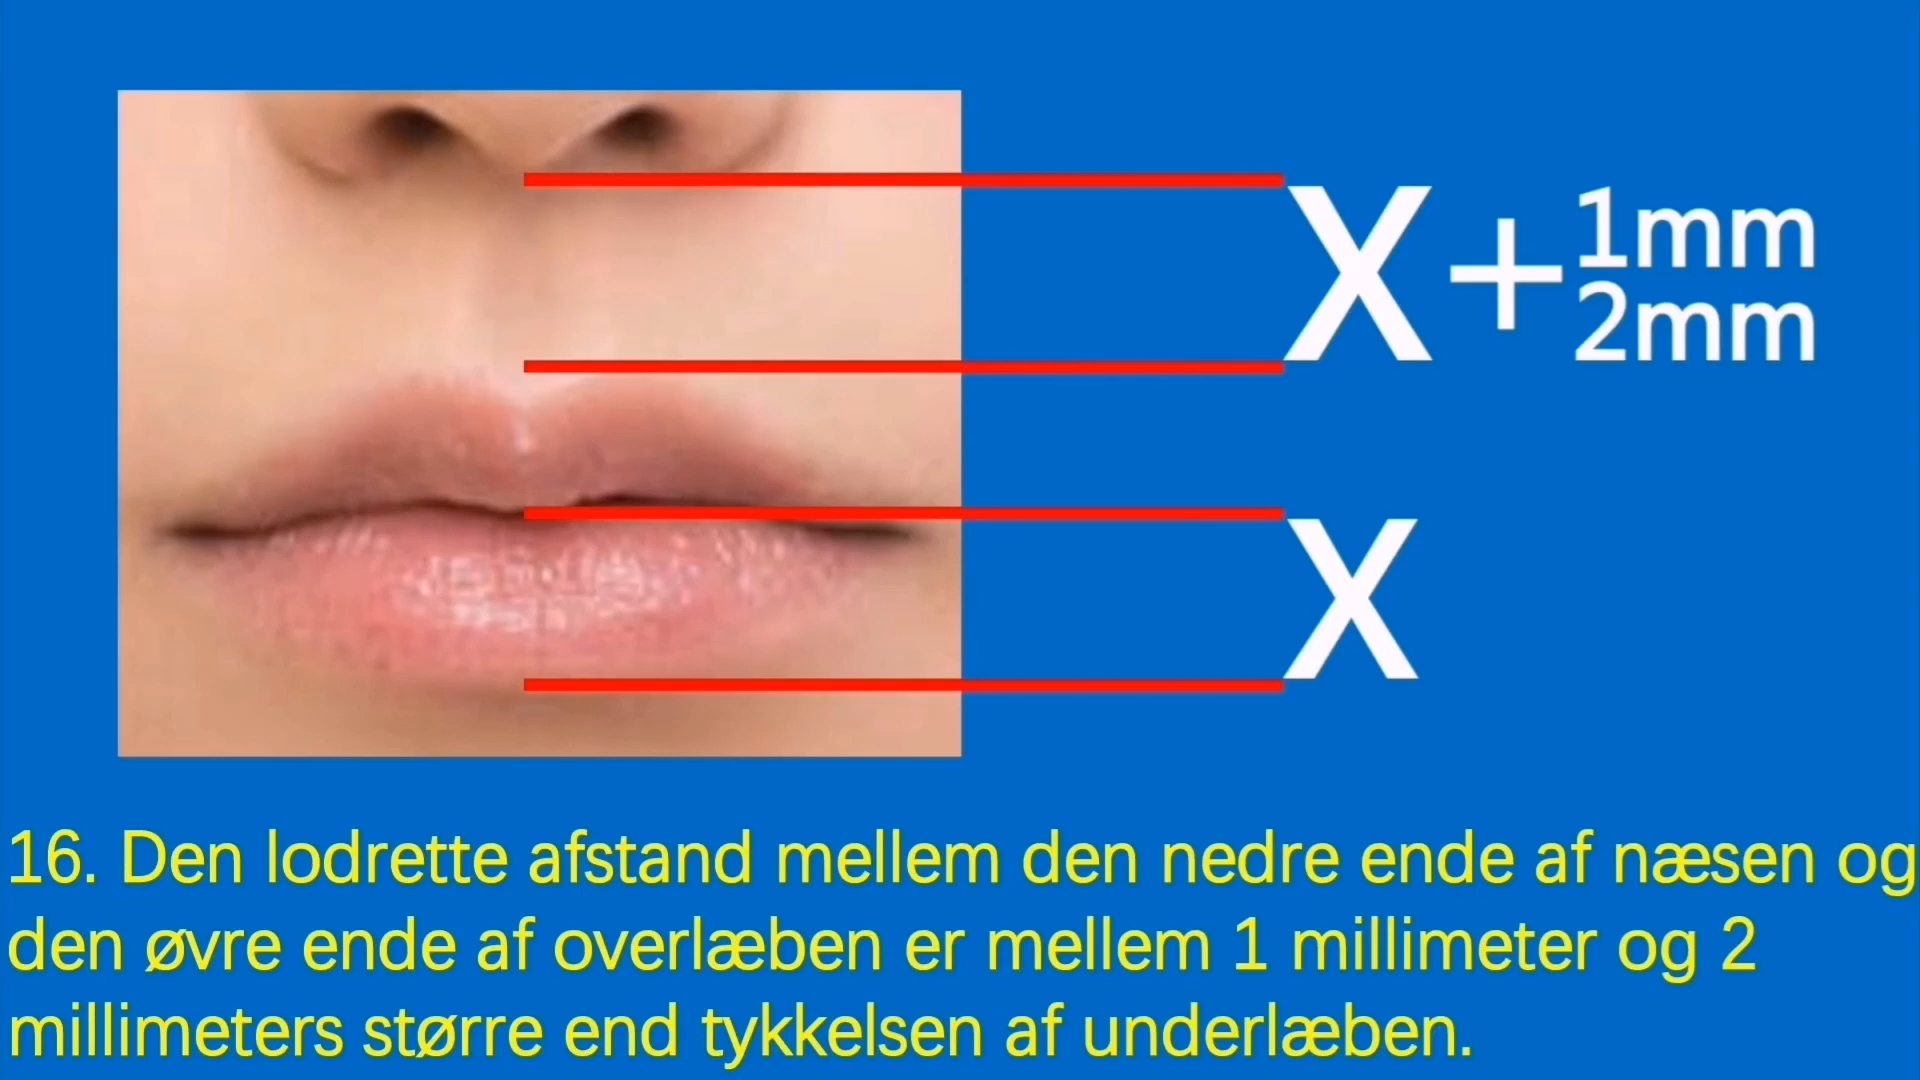 X+1mm
2mm
X
16. Den lodrette afstand mellem den nedre ende af næsen og
den øvre ende af overlæben er mellem 1 millimeter og 2
millimeters større end tykkelsen af underlæben.